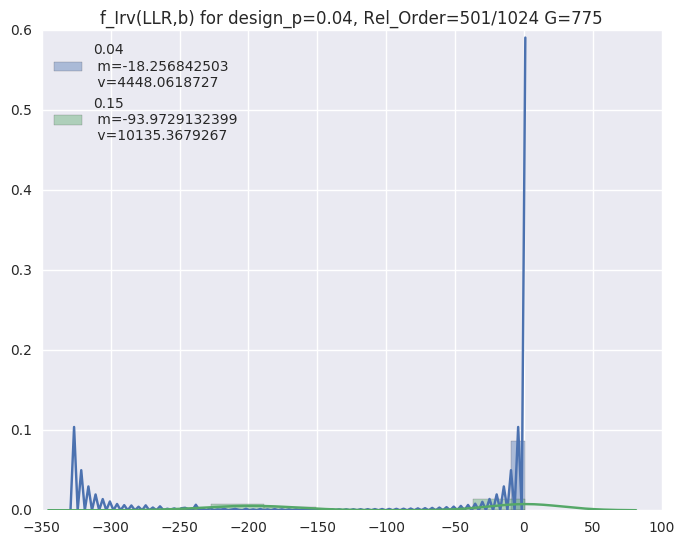 f_Irv(LLR,b) for design_p=0.04, Rel_Order=501/1024 G=775
0.6
0.04
m=-18.256842503
v=4448.0618727
0.15
m=-93.9729132399
v=10135.3679267
0.5
0.4
0.3
0.2
0.1
0.0
−350 −300 −250 −200 −150 −100 −50 0 50 100